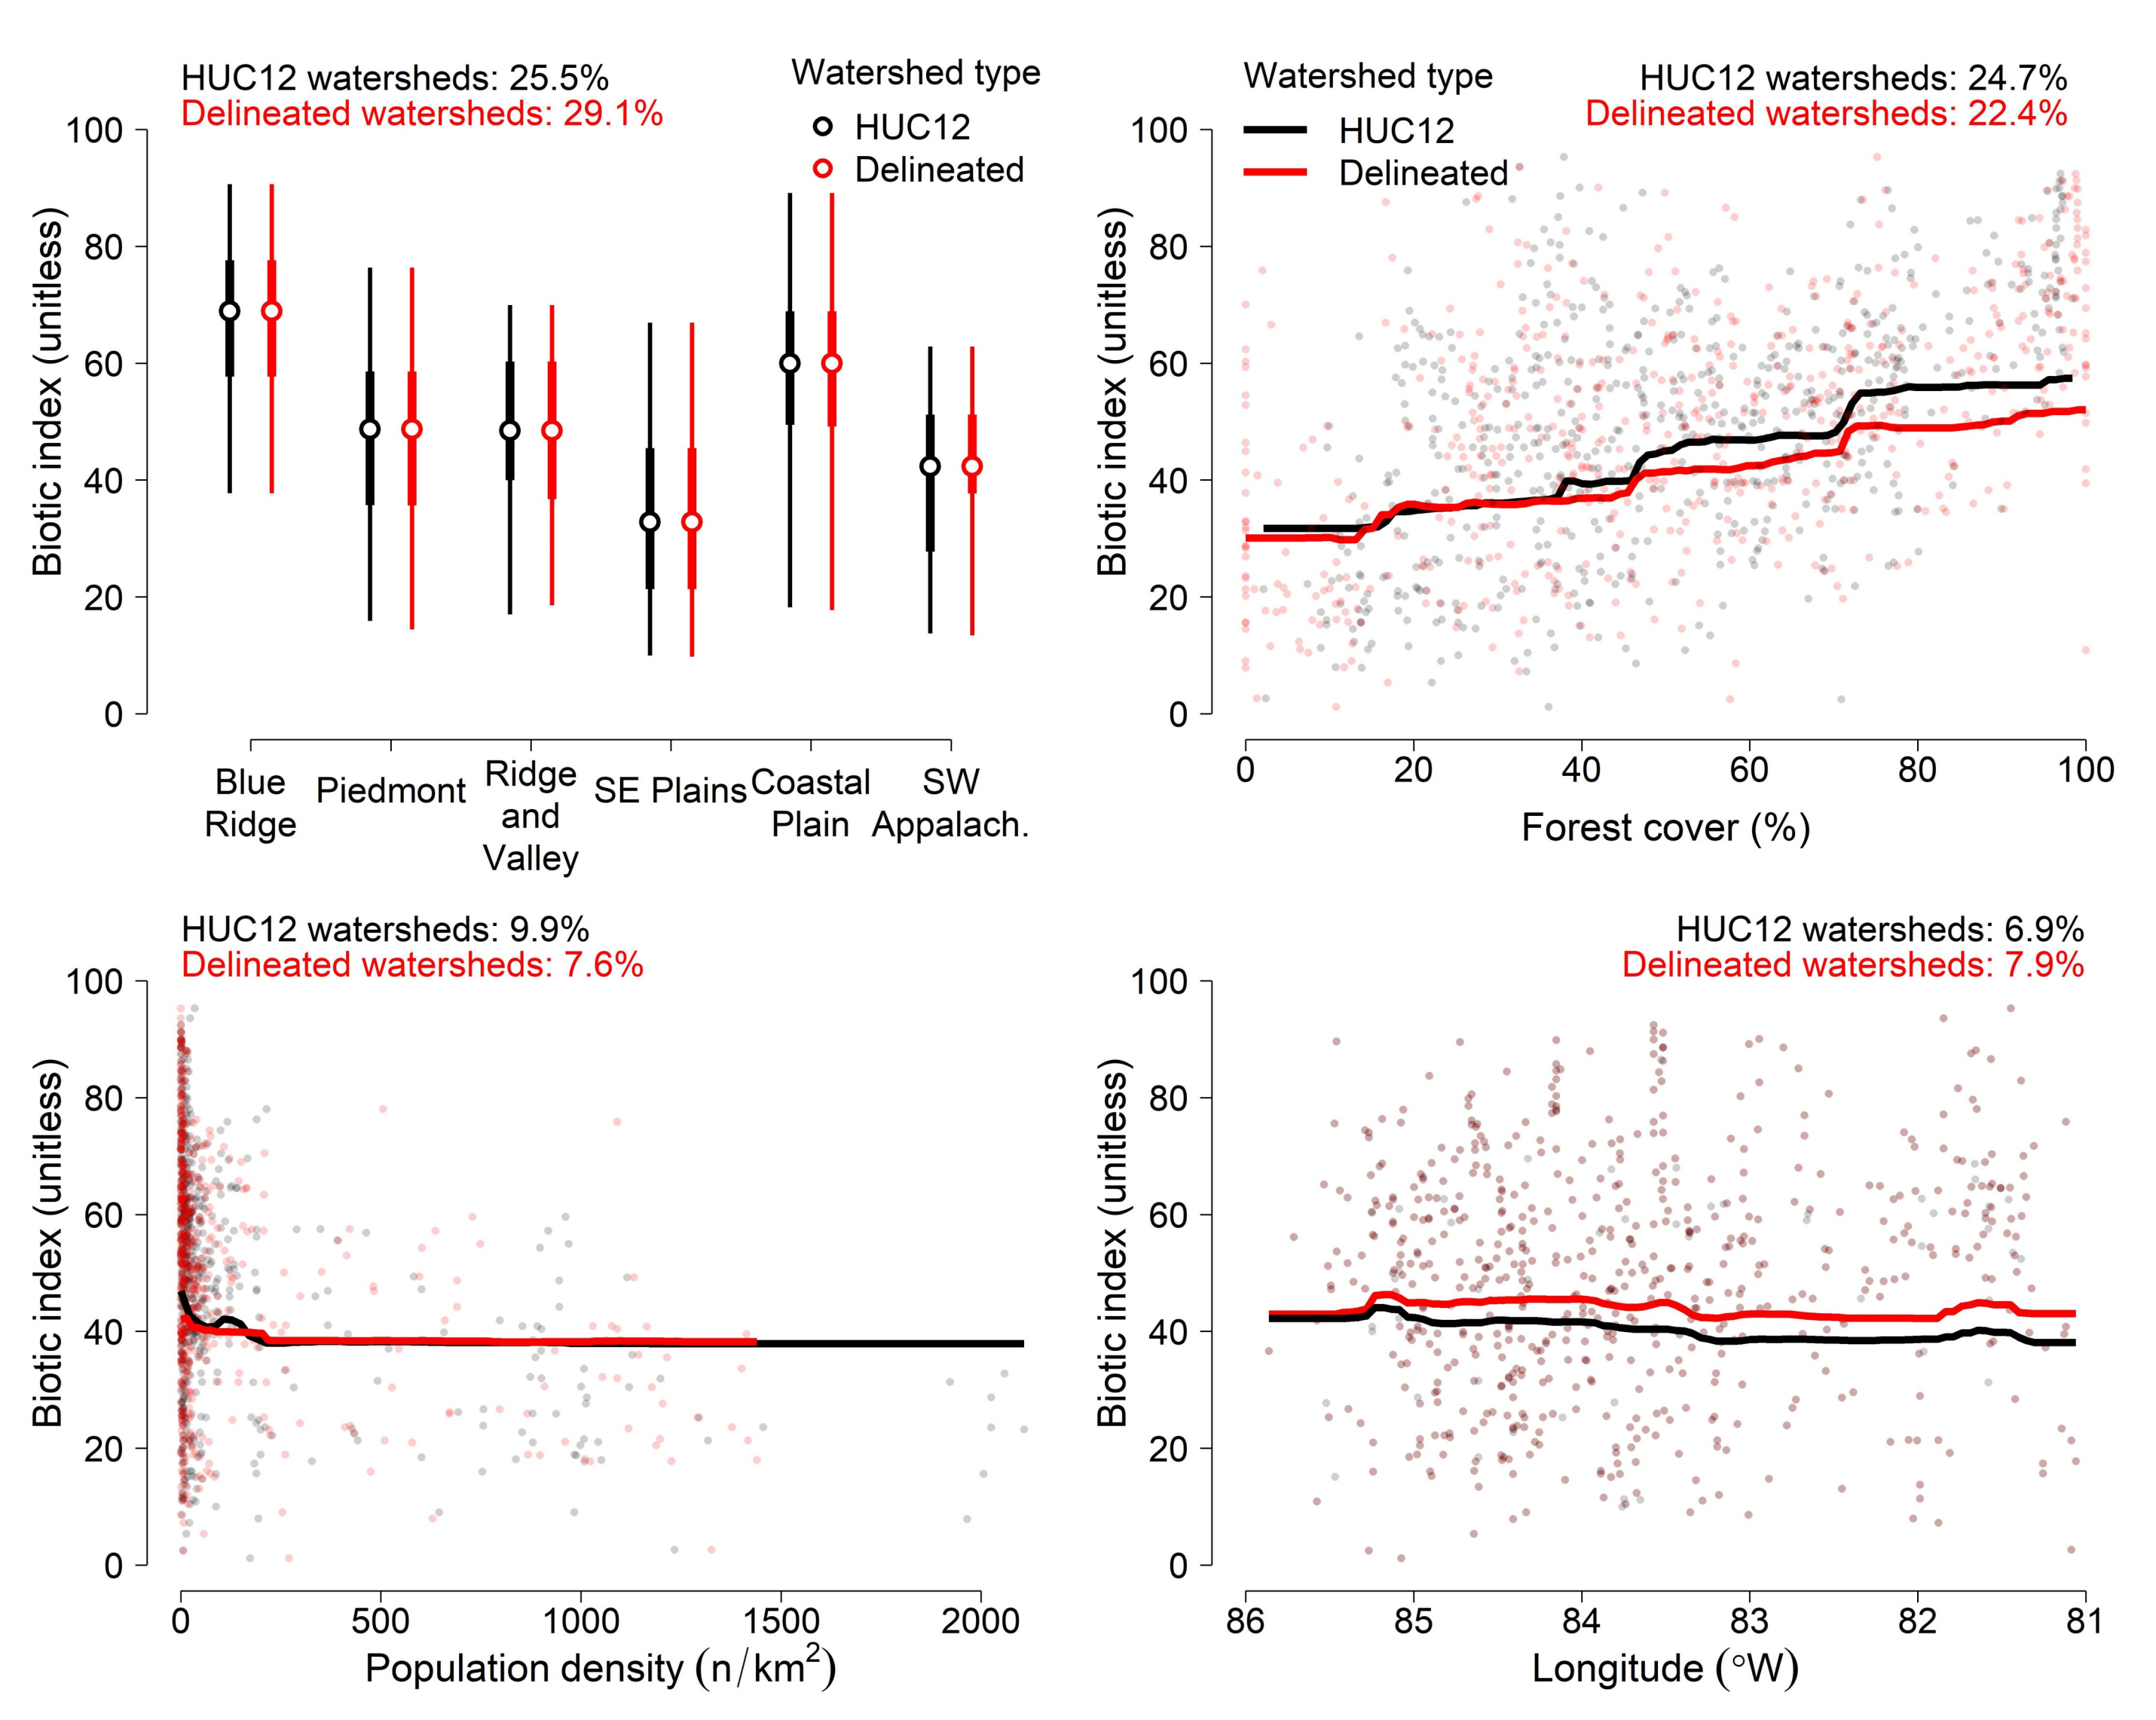 HUC12 watersheds: 25.5%
Delineated watersheds: 29.1%
Watershed type
HUC12
Delineated
100
80
60
40
20
0
Biotic index (unitless)
Blue
Ridge
Piedmont
Ridge
and
Valley
SE Plains
Coastal
Plain
SW
Appalach.
Watershed type
HUC12
Delineated
HUC12 watersheds: 24.7%
Delineated watersheds: 22.4%
100
80
60
40
20
0
Biotic index (unitless)
0 20 40 60 80 100
Forest cover (%)
HUC12 watersheds: 9.9%
Delineated watersheds: 7.6%
100
80
60
40
20
0
Biotic index (unitless)
0 500 1000 1500 2000
Population density (n/km²)
HUC12 watersheds: 6.9%
Delineated watersheds: 7.9%
100
80
60
40
20
0
Biotic index (unitless)
86 85 84 83 82 81
Longitude (°W)